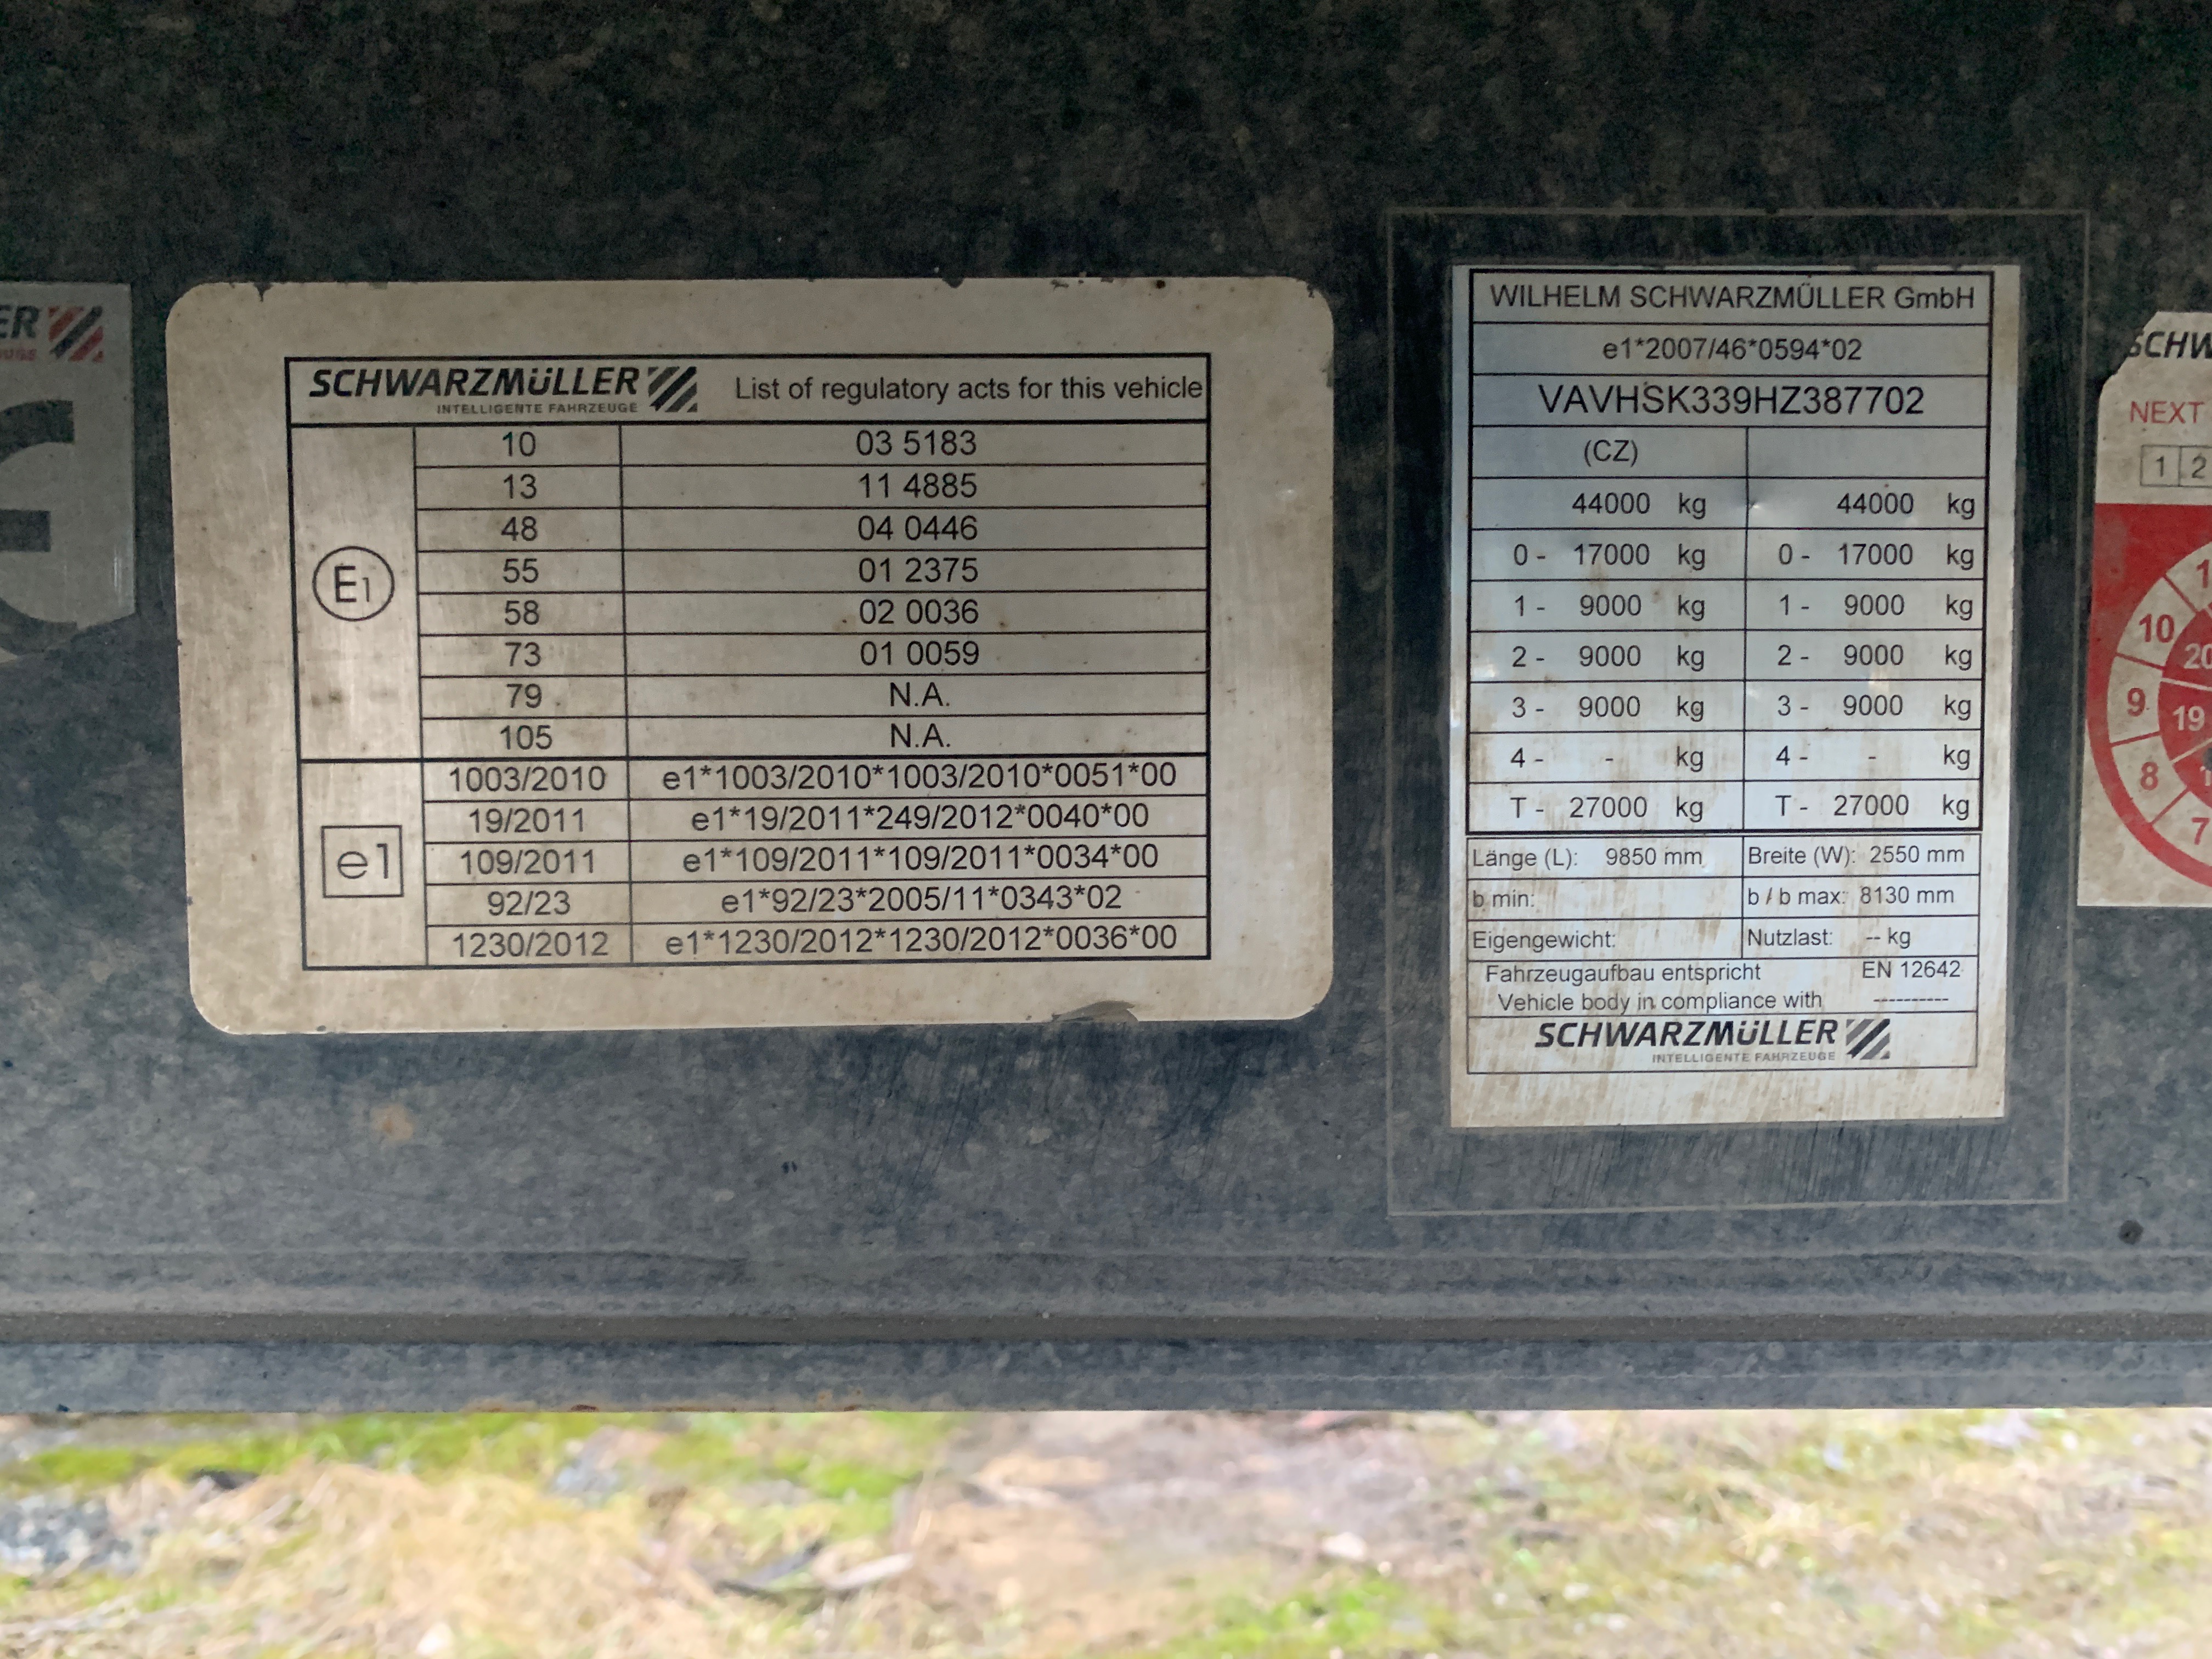 ER
SCHWARZMÜLLER
INTELLIGENTE FAHRZEUGE
List of regulatory acts for this vehicle
E1
10 03 5183
13 11 4885
48 04 0446
55 01 2375
58 02 0036
73 01 0059
79 N.A.
105 N.A.
e1
1003/2010 e1*1003/2010*1003/2010*0051*00
19/2011 e1*19/2011*249/2012*0040*00
109/2011 e1*109/2011*109/2011*0034*00
92/23 e1*92/23*2005/11*0343*02
1230/2012 e1*1230/2012*1230/2012*0036*00
WILHELM SCHWARZMÜLLER GmbH
e1*2007/46*0594*02
VAVHSK339HZ387702
(CZ)
44000 kg 44000 kg
0 - 17000 kg 0 - 17000 kg
1 - 9000 kg 1 - 9000 kg
2 - 9000 kg 2 - 9000 kg
3 - 9000 kg 3 - 9000 kg
4 - - kg 4 - - kg
T - 27000 kg T - 27000 kg
Länge (L): 9850 mm Breite (W): 2550 mm
b min: b / b max: 8130 mm
Eigengewicht: Nutzlast: -- kg
Fahrzeugaufbau entspricht EN 12642
Vehicle body in compliance with ----------
SCHWARZMÜLLER
INTELLIGENTE FAHRZEUGE
SCHW
NEXT
1 2
10
9
8
7
20
19